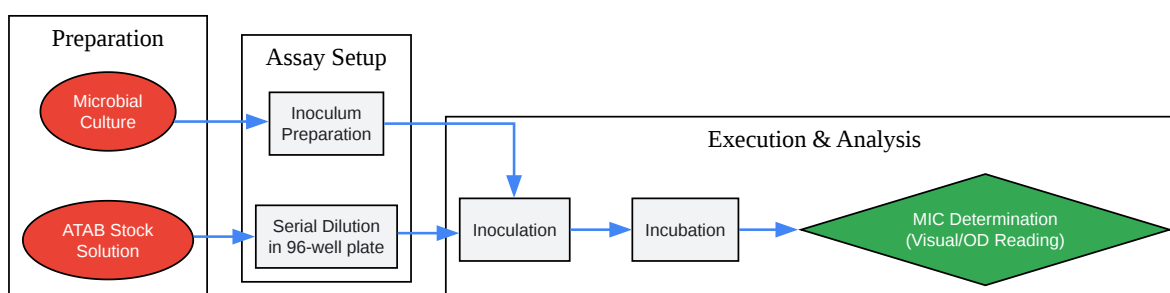 Preparation
Microbial
Culture
ATAB Stock
Solution
Assay Setup
Inoculum
Preparation
Serial Dilution
in 96-well plate
Execution & Analysis
Inoculation
Incubation
MIC Determination
(Visual/OD Reading)